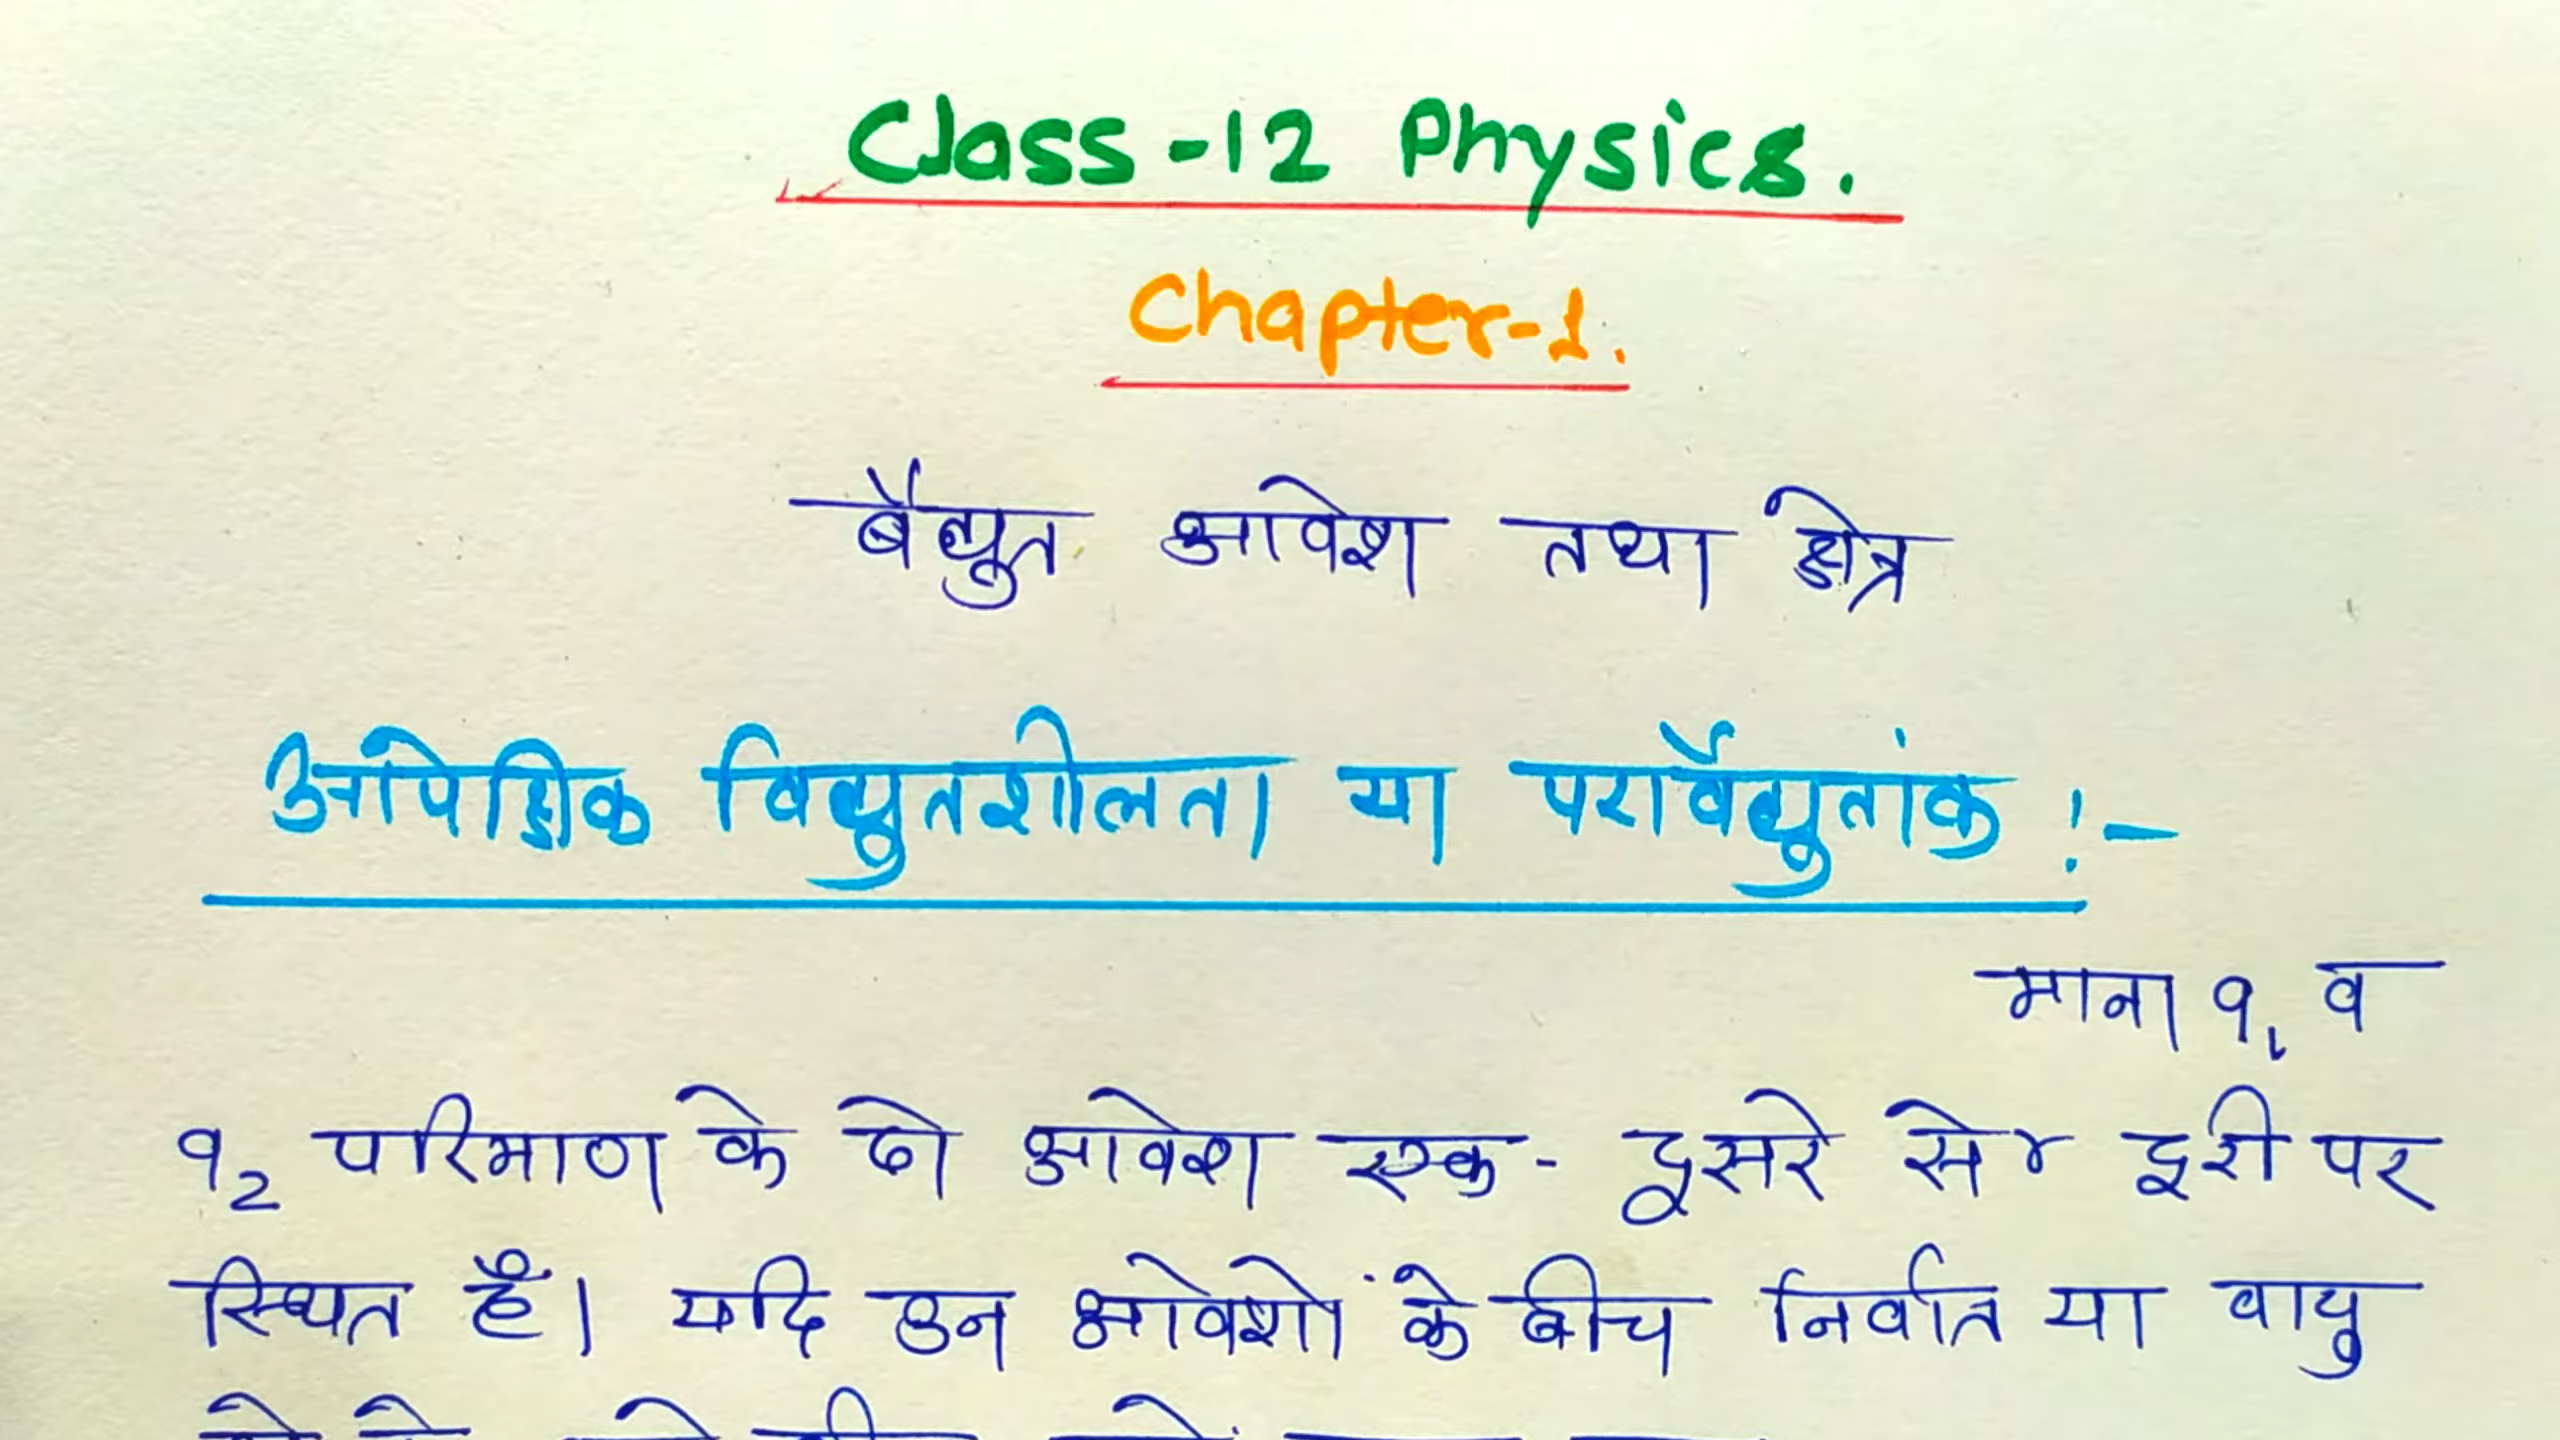 Class-12 Physics.
Chapter-1.
बैद्युत आवेश तथा क्षेत्र
आपेक्षिक विद्युतशीलता या परावैद्युतांक :-
माना q₁ व
q₂ परिमाण के दो आवेश एक-दूसरे से r दूरी पर
स्थित हैं। यदि उन आवेशों के बीच निर्वात या वायु